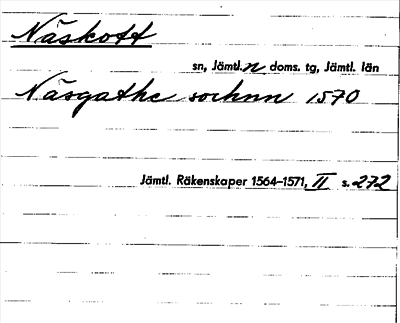 Näskott
sn, Jämtl. n doms. tg, Jämtl. län
Näsgathe sochnn 1570
Jämtl. Räkenskaper 1564–1571, II s. 272